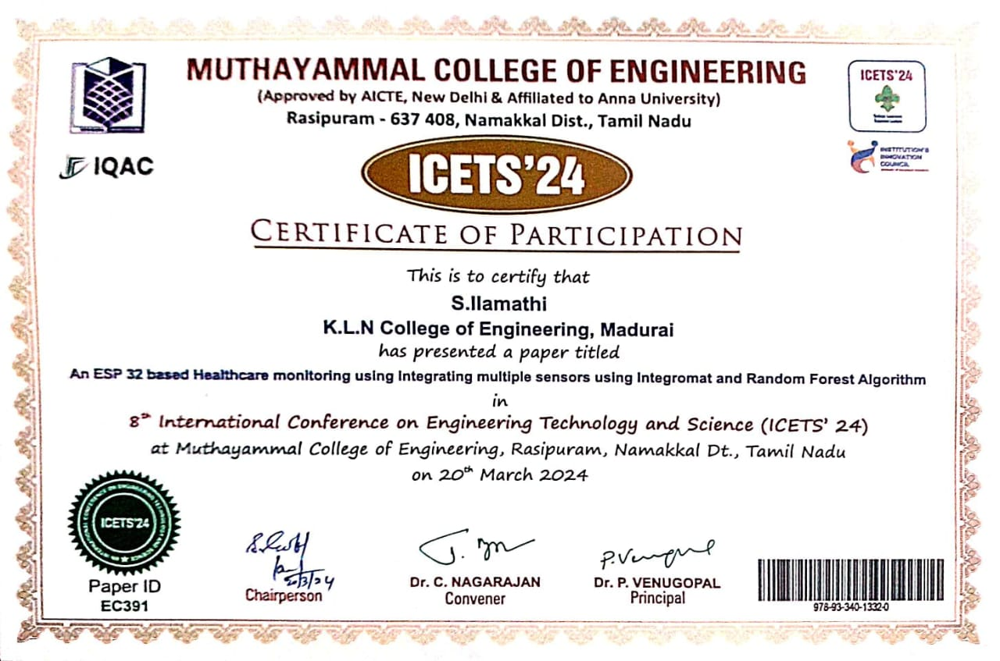 MUTHAYAMMAL COLLEGE OF ENGINEERING
(Approved by AICTE, New Delhi & Affiliated to Anna University)
Rasipuram - 637 408, Namakkal Dist., Tamil Nadu
ICETS'24
IQAC
INSTITUTION'S
INNOVATION
COUNCIL
ICETS'24
CERTIFICATE OF PARTICIPATION
This is to certify that
S.Ilamathi
K.L.N College of Engineering, Madurai
has presented a paper titled
An ESP 32 based Healthcare monitoring using Integrating multiple sensors using Integromat and Random Forest Algorithm
in
8th International Conference on Engineering Technology and Science (ICETS' 24)
at Muthayammal College of Engineering, Rasipuram, Namakkal Dt., Tamil Nadu
on 20th March 2024
ICETS'24
Paper ID
EC391
20/3/24
Chairperson
Dr. C. NAGARAJAN
Convener
P. Venugopal
Dr. P. VENUGOPAL
Principal
978-93-340-1332-0